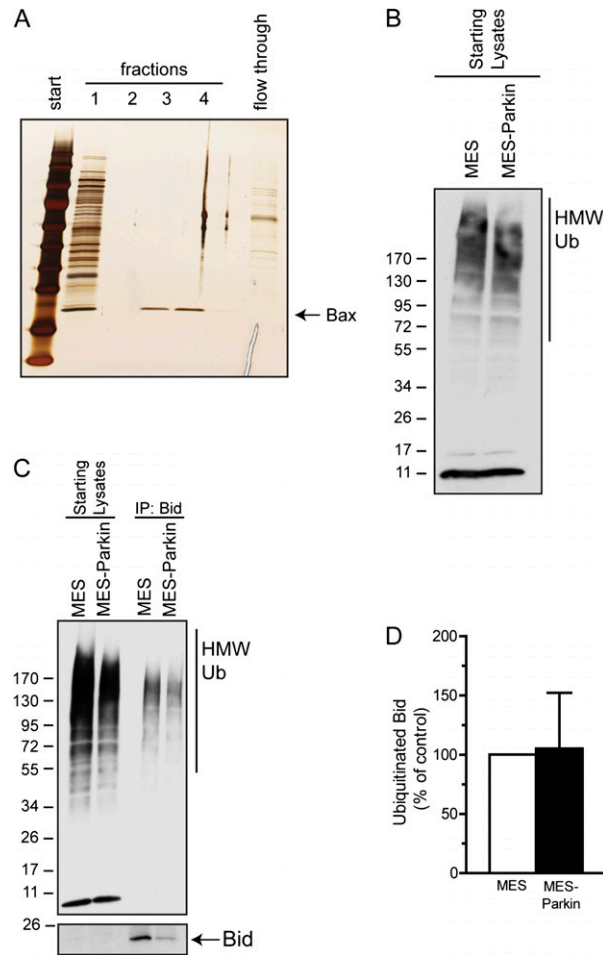 A
fractions
start
1 2 3 4
flow through
Bax
B
Starting
Lysates
MES
MES-Parkin
HMW
Ub
170
130
95
72
55
34
26
17
11
C
Starting
Lysates
IP: Bid
MES
MES-Parkin
MES
MES-Parkin
HMW
Ub
170
130
95
72
55
34
26
17
11
26
Bid
D
Ubiquitinated Bid
(% of control)
200
150
100
50
0
MES
MES-
Parkin